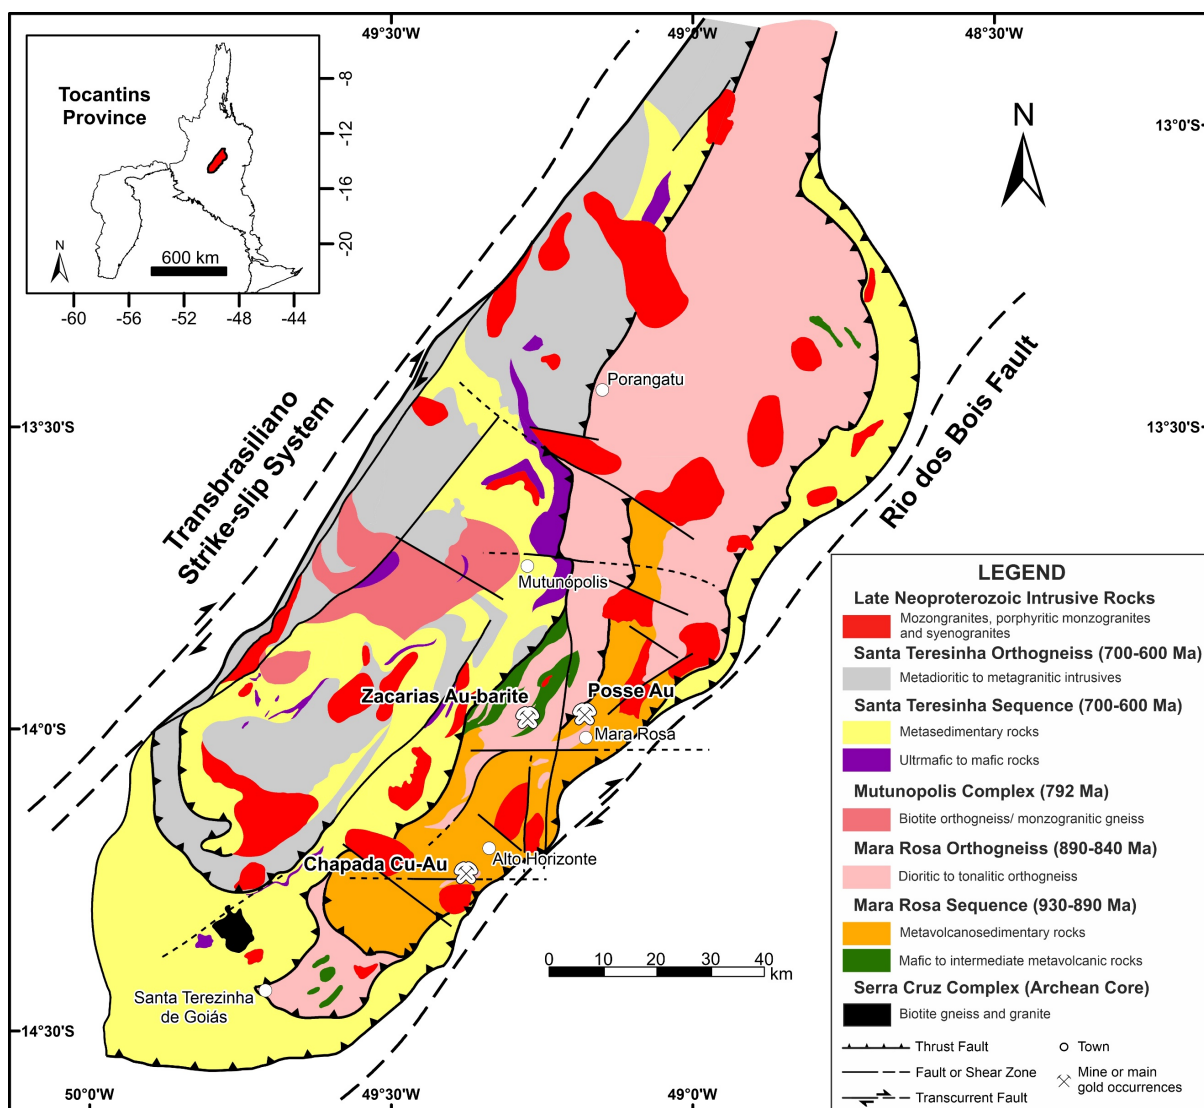 49°30'W
49°0'W
48°30'W
Tocantins
Province
N
600 km
-8
-12
-16
-20
-60
-56
-52
-48
-44
N
13°0'S
Porangatu
13°30'S
13°30'S
Transbrasiliano
Strike-slip System
Rio dos Bois Fault
Mutunópolis
Zacarias Au-barite
Posse Au
Mara Rosa
14°0'S
Chapada Cu-Au
Alto Horizonte
Santa Terezinha
de Goiás
14°30'S
0
10
20
30
40
km
50°0'W
49°30'W
49°0'W
LEGEND
Late Neoproterozoic Intrusive Rocks
Mozongranites, porphyritic monzogranites
and syenogranites
Santa Teresinha Orthogneiss (700-600 Ma)
Metadioritic to metagranitic intrusives
Santa Teresinha Sequence (700-600 Ma)
Metasedimentary rocks
Ultrmafic to mafic rocks
Mutunopolis Complex (792 Ma)
Biotite orthogneiss/ monzogranitic gneiss
Mara Rosa Orthogneiss (890-840 Ma)
Dioritic to tonalitic orthogneiss
Mara Rosa Sequence (930-890 Ma)
Metavolcanosedimentary rocks
Mafic to intermediate metavolcanic rocks
Serra Cruz Complex (Archean Core)
Biotite gneiss and granite
Thrust Fault
Town
Fault or Shear Zone
Mine or main
gold occurrences
Transcurrent Fault